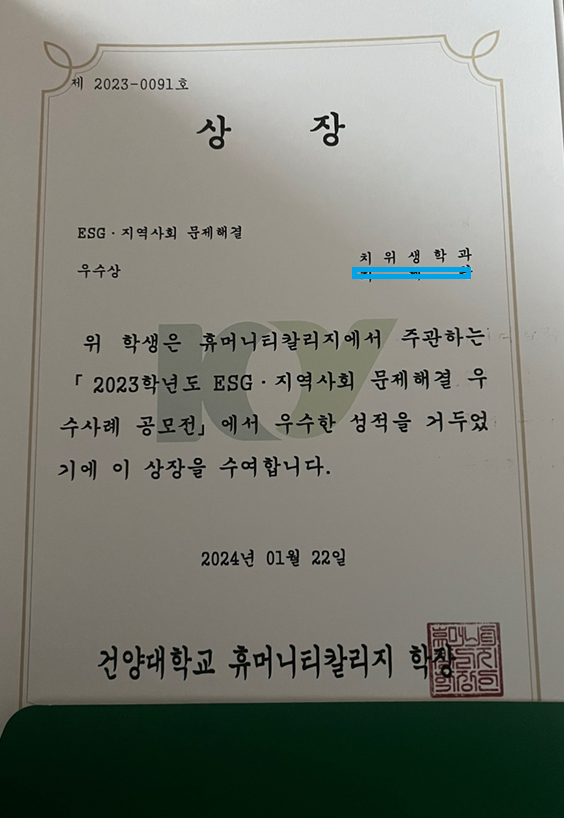 제 2023-0091호
상 장
ESG·지역사회 문제해결
우수상
치위생학과
위 학생은 휴머니티칼리지에서 주관하는
「2023학년도 ESG·지역사회 문제해결 우
수사례 공모전」에서 우수한 성적을 거두었
기에 이 상장을 수여합니다.
2024년 01월 22일
건양대학교 휴머니티칼리지 학장